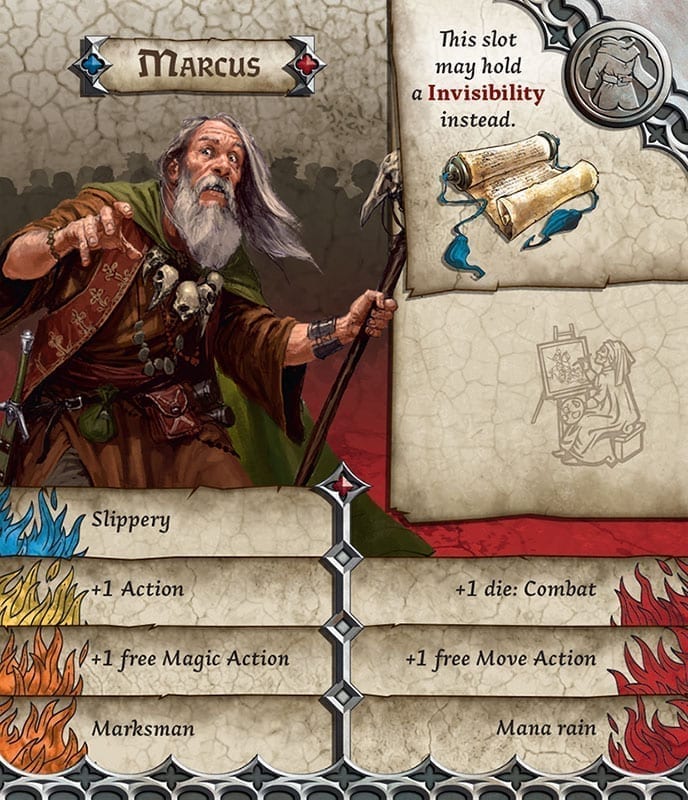 Marcus
This slot
may hold
a Invisibility
instead.
Slippery
+1 Action
+1 die: Combat
+1 free Magic Action
+1 free Move Action
Marksman
Mana rain